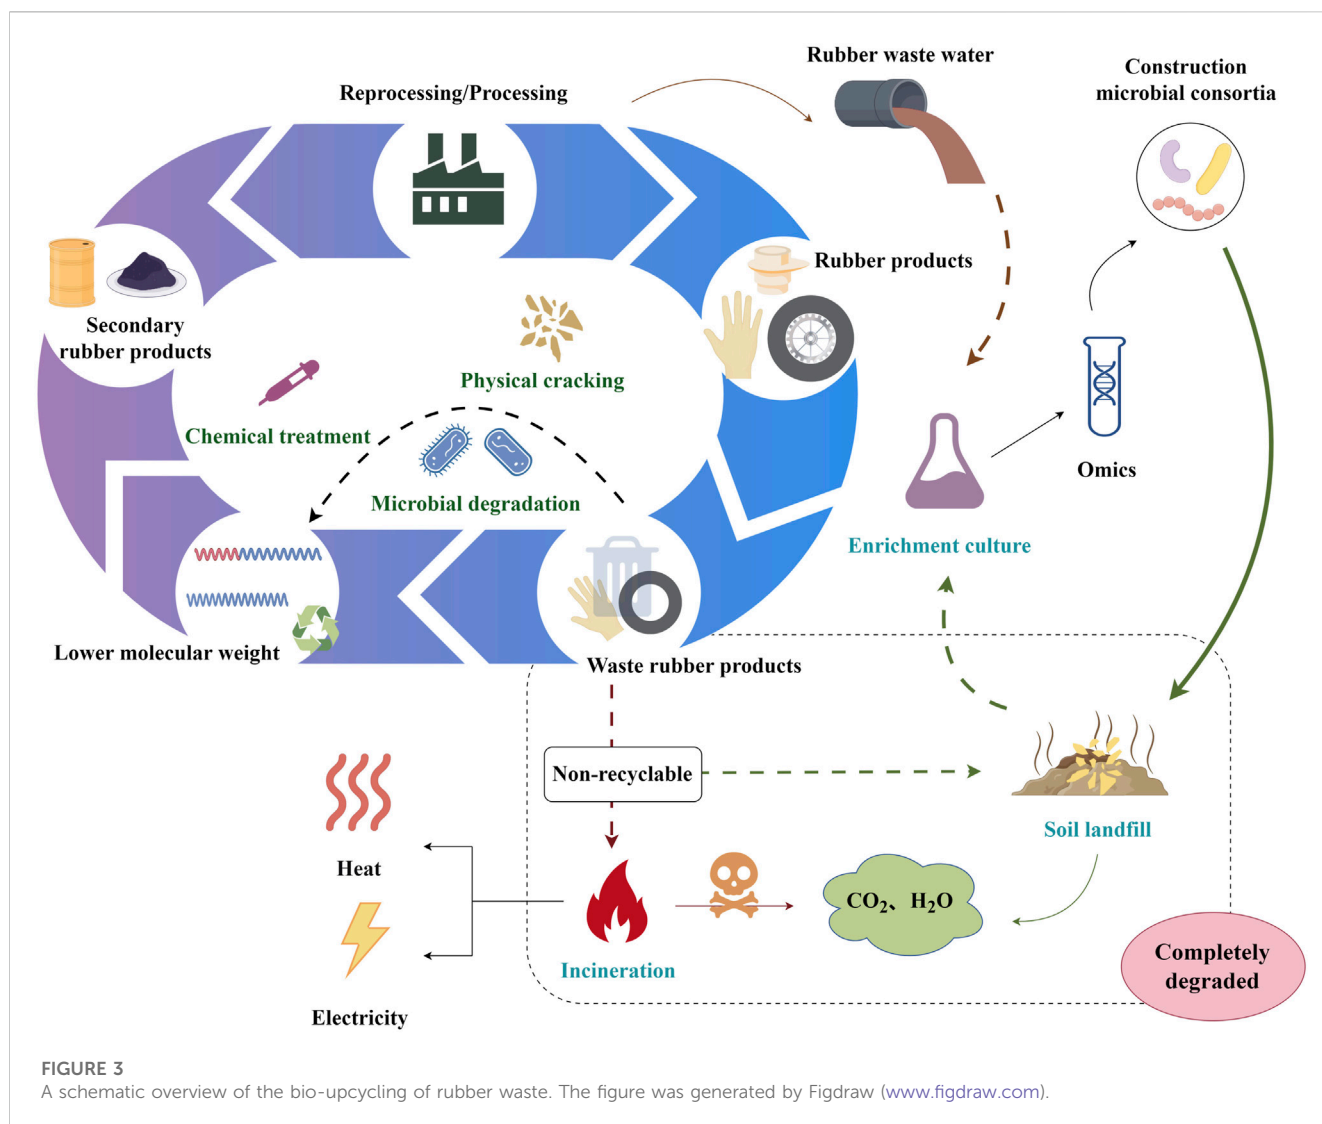 Rubber waste water
Construction
microbial consortia
Reprocessing/Processing
Rubber products
Secondary
rubber products
Physical cracking
Chemical treatment
Microbial degradation
Omics
Enrichment culture
Lower molecular weight
Waste rubber products
Non-recyclable
Soil landfill
Heat
CO₂、H₂O
Incineration
Completely
degraded
Electricity
FIGURE 3
A schematic overview of the bio-upcycling of rubber waste. The figure was generated by Figdraw (www.figdraw.com).